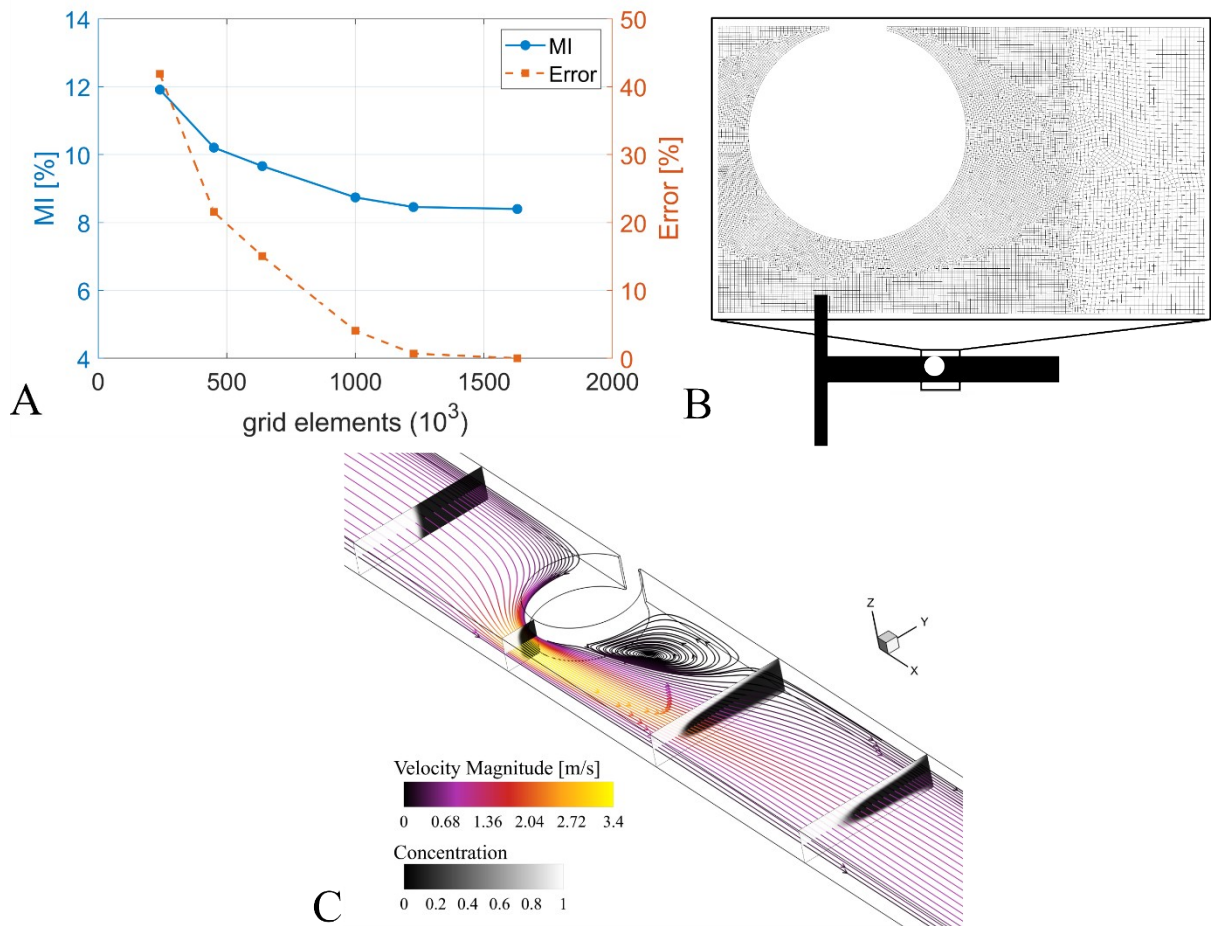 14
12
10
8
6
4
MI [%]
50
40
30
20
10
0
Error [%]
MI
Error
0
500
1000
1500
2000
grid elements (10³)
A
B
Z
Y
X
Velocity Magnitude [m/s]
0 0.68 1.36 2.04 2.72 3.4
Concentration
0 0.2 0.4 0.6 0.8 1
C